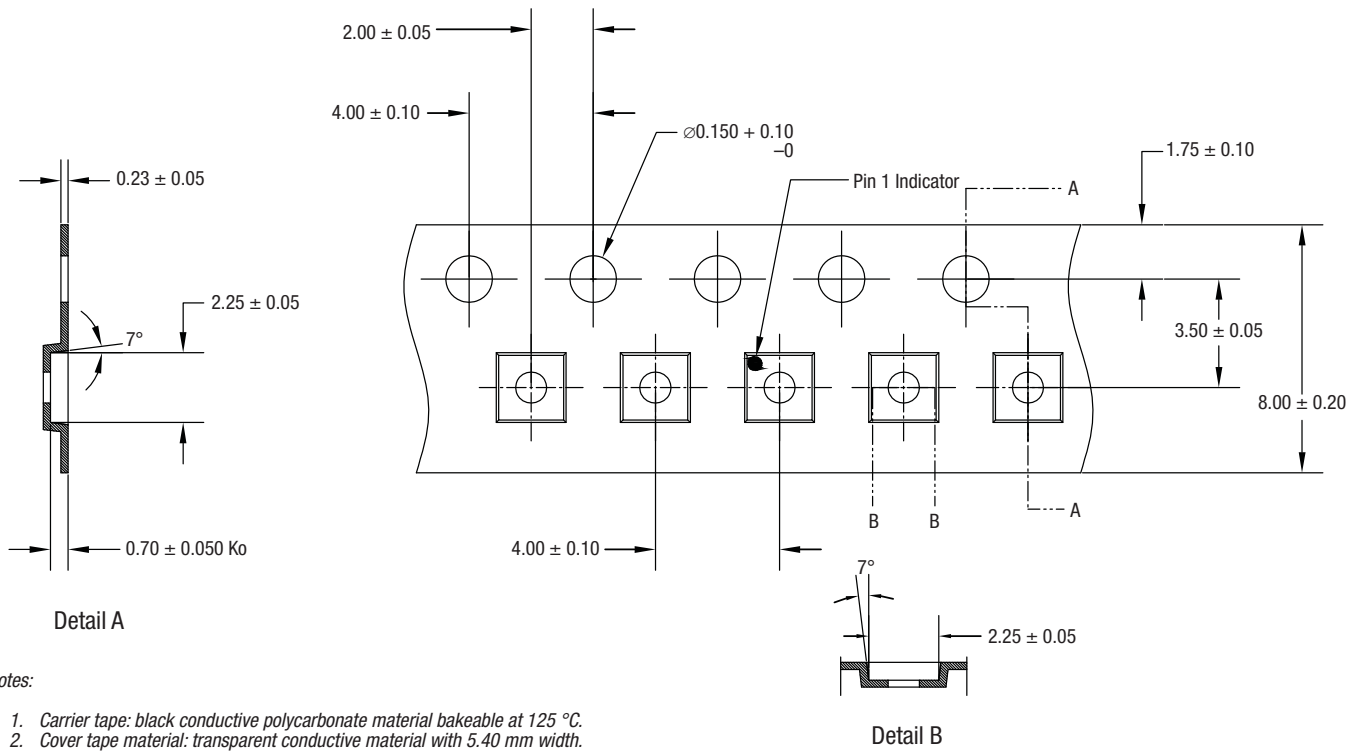 2.00 ± 0.05
4.00 ± 0.10
⌀0.150 + 0.10
–0
1.75 ± 0.10
0.23 ± 0.05
Pin 1 Indicator
A
2.25 ± 0.05
7°
3.50 ± 0.05
8.00 ± 0.20
B
B
A
0.70 ± 0.050 Ko
4.00 ± 0.10
7°
Detail A
2.25 ± 0.05
otes:
1. Carrier tape: black conductive polycarbonate material bakeable at 125 °C.
2. Cover tape material: transparent conductive material with 5.40 mm width.
Detail B